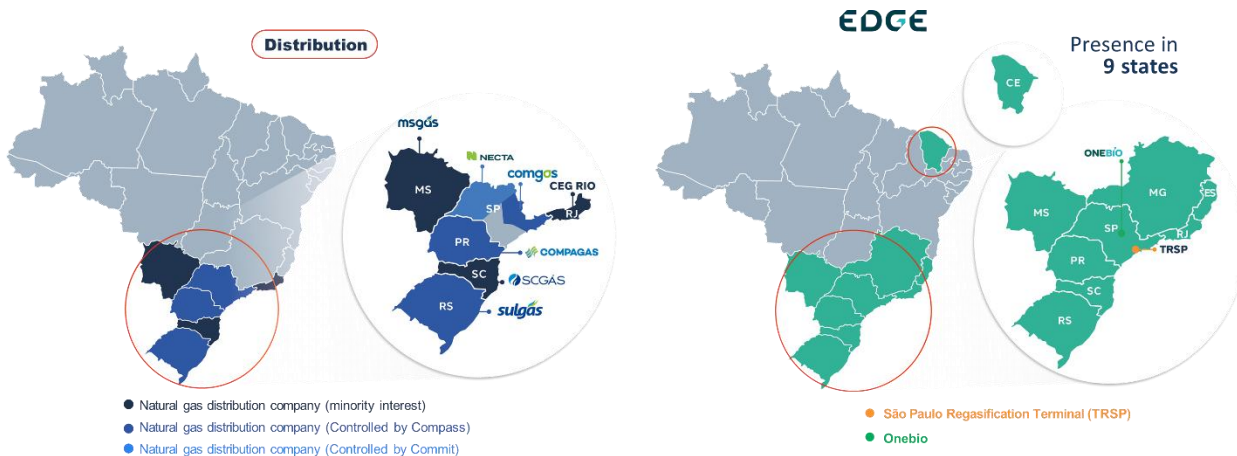 Distribution
msgás
NECTA
comgas
CEG RIO
MS
SP
RJ
PR
COMPAGAS
SC
SCGÁS
RS
sulgás
Natural gas distribution company (minority interest)
Natural gas distribution company (Controlled by Compass)
Natural gas distribution company (Controlled by Commit)
EDGE
Presence in
9 states
CE
ONEBIO
MG
ES
MS
SP
RJ
TRSP
PR
SC
RS
São Paulo Regasification Terminal (TRSP)
Onebio